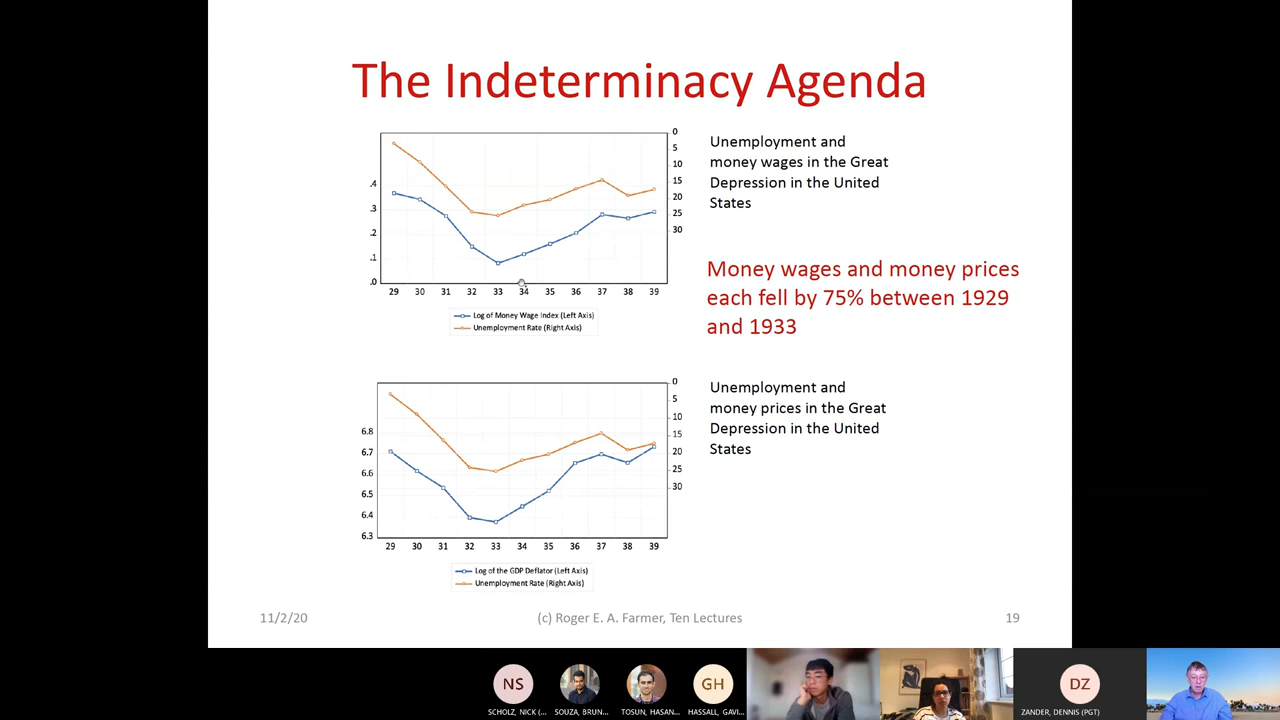 The Indeterminacy Agenda
0
5
10
15
20
25
30
.4
.3
.2
.1
.0
29 30 31 32 33 34 35 36 37 38 39
Log of Money Wage Index (Left Axis)
Unemployment Rate (Right Axis)
Unemployment and
money wages in the Great
Depression in the United
States
Money wages and money prices
each fell by 75% between 1929
and 1933
0
5
10
15
20
25
30
6.8
6.7
6.6
6.5
6.4
6.3
29 30 31 32 33 34 35 36 37 38 39
Log of the GDP Deflator (Left Axis)
Unemployment Rate (Right Axis)
Unemployment and
money prices in the Great
Depression in the United
States
11/2/20 (c) Roger E. A. Farmer, Ten Lectures 19
NS GH DZ
SCHOLZ, NICK (... SOUZA, BRUN... TOSUN, HASAN... HASSALL, GAVI... ZANDER, DENNIS (PGT)